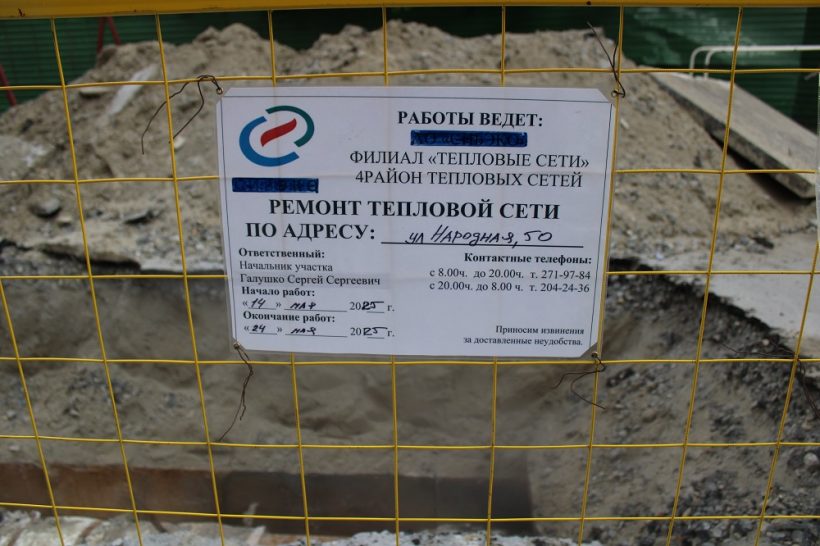 РАБОТЫ ВЕДЕТ:
ФИЛИАЛ «ТЕПЛОВЫЕ СЕТИ»
4РАЙОН ТЕПЛОВЫХ СЕТЕЙ
РЕМОНТ ТЕПЛОВОЙ СЕТИ
ПО АДРЕСУ: ул НАРОДНАЯ, 50
Ответственный:
Начальник участка
Галушко Сергей Сергеевич
Начало работ:
«14» мая 2025 г.
Окончание работ:
«24» мая 2025 г.
Контактные телефоны:
с 8.00ч. до 20.00ч. т. 271-97-84
с 20.00ч. до 8.00 ч т. 204-24-36
Приносим извинения
за доставленные неудобства.